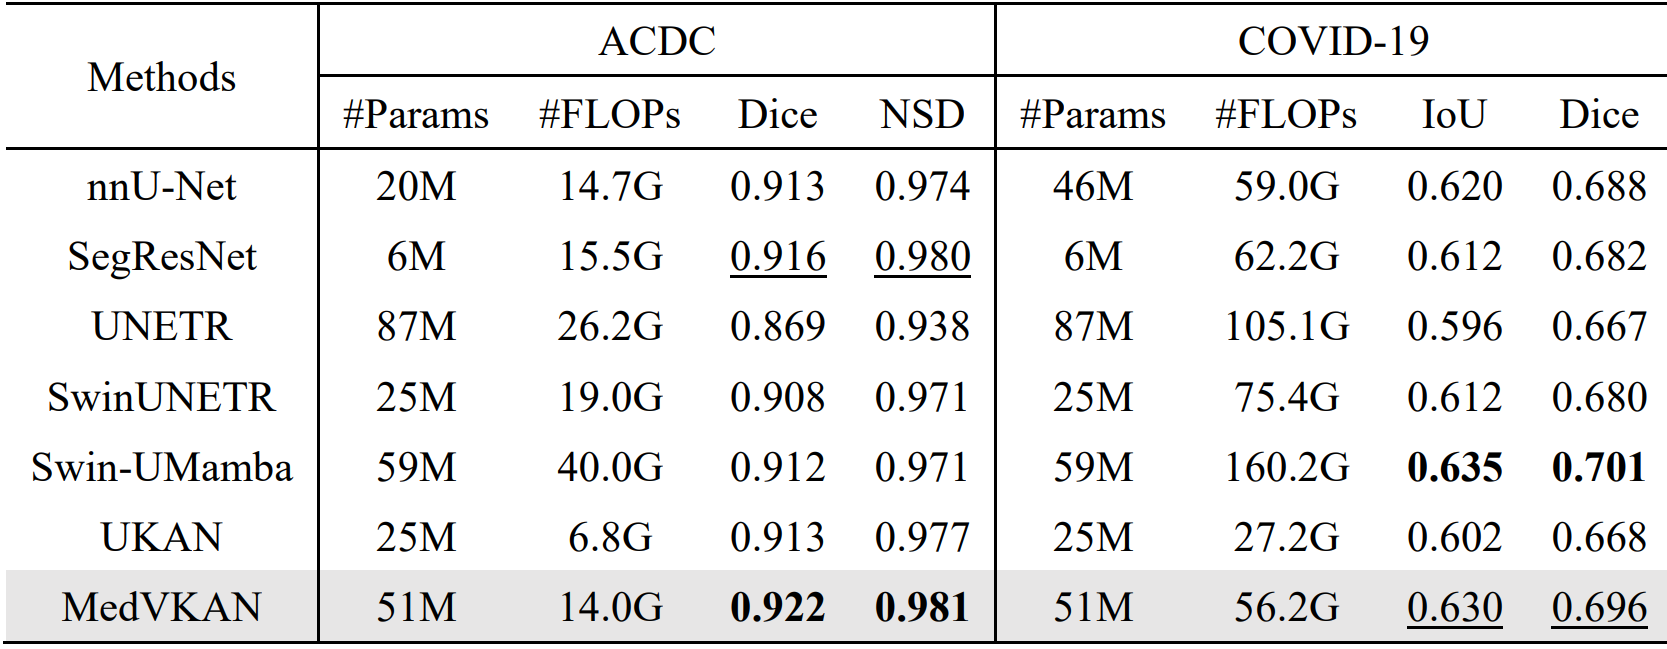 Methods ACDC COVID-19
#Params #FLOPs Dice NSD #Params #FLOPs IoU Dice
nnU-Net 20M 14.7G 0.913 0.974 46M 59.0G 0.620 0.688
SegResNet 6M 15.5G 0.916 0.980 6M 62.2G 0.612 0.682
UNETR 87M 26.2G 0.869 0.938 87M 105.1G 0.596 0.667
SwinUNETR 25M 19.0G 0.908 0.971 25M 75.4G 0.612 0.680
Swin-UMamba 59M 40.0G 0.912 0.971 59M 160.2G 0.635 0.701
UKAN 25M 6.8G 0.913 0.977 25M 27.2G 0.602 0.668
MedVKAN 51M 14.0G 0.922 0.981 51M 56.2G 0.630 0.696